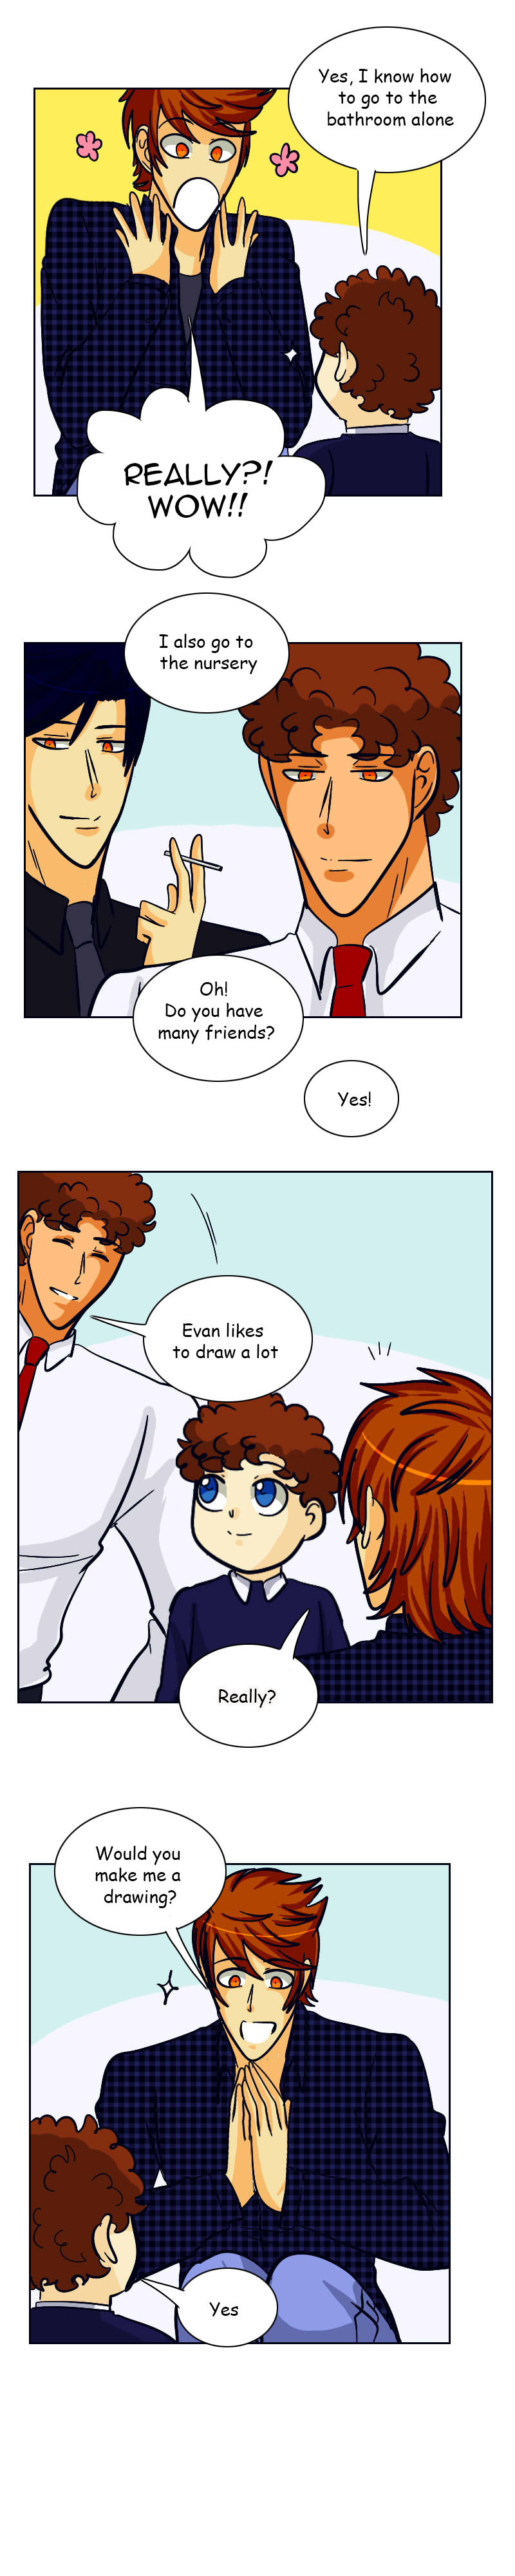 Yes, I know how
to go to the
bathroom alone
REALLY?!
WOW!!
I also go to
the nursery
Oh!
Do you have
many friends?
Yes!
Evan likes
to draw a lot
Really?
Would you
make me a
drawing?
Yes